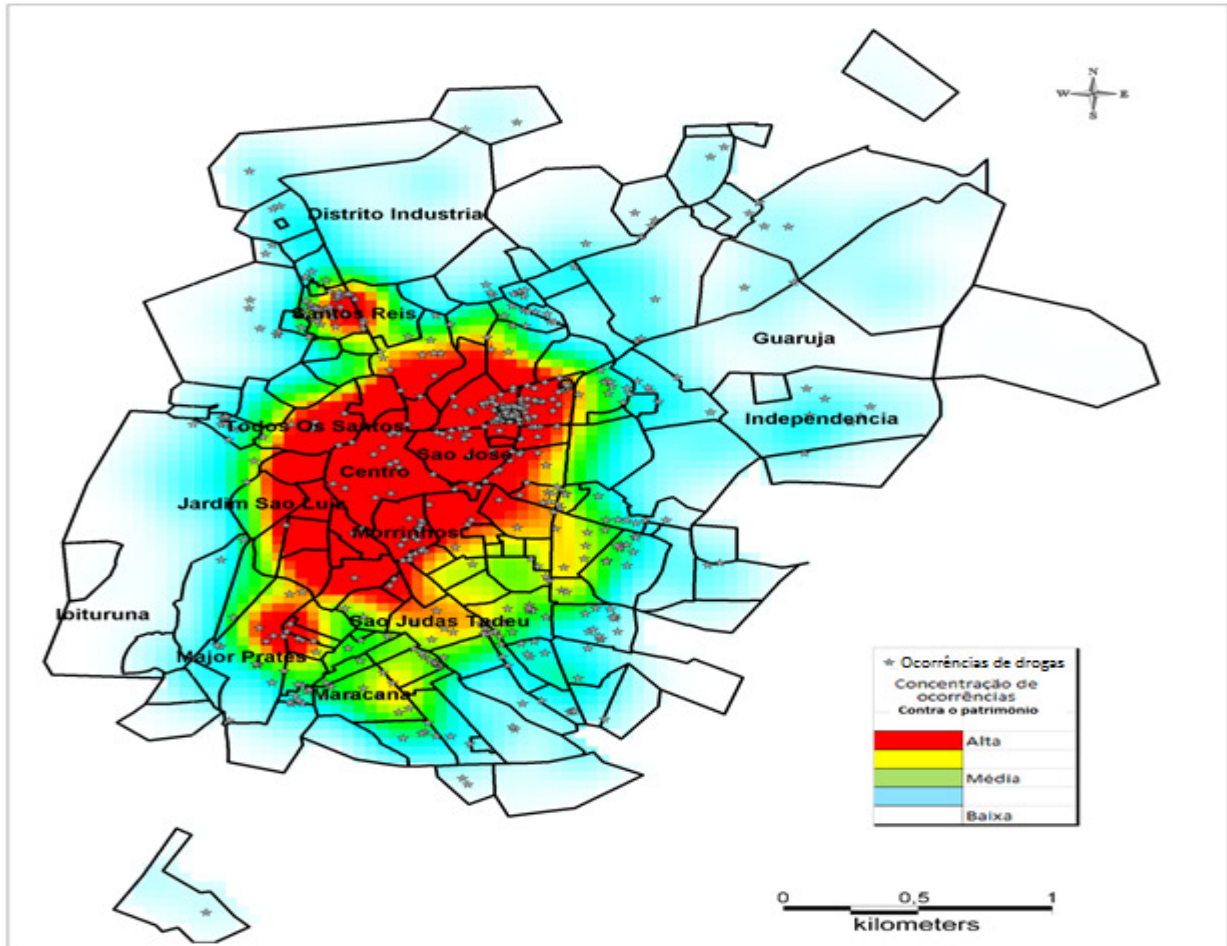 N
W E
S
Distrito Industria
Santos Reis
Guaruja
Independencia
Todos Os Santos
Sao Jose
Centro
Jardim Sao Luiz
Morrinhos
Ibituruna
Sao Judas Tadeu
Major Prates
Maracana
Ocorrências de drogas
Concentração de
ocorrências
Contra o patrimônio
Alta
Média
Baixa
0 0,5 1
kilometers